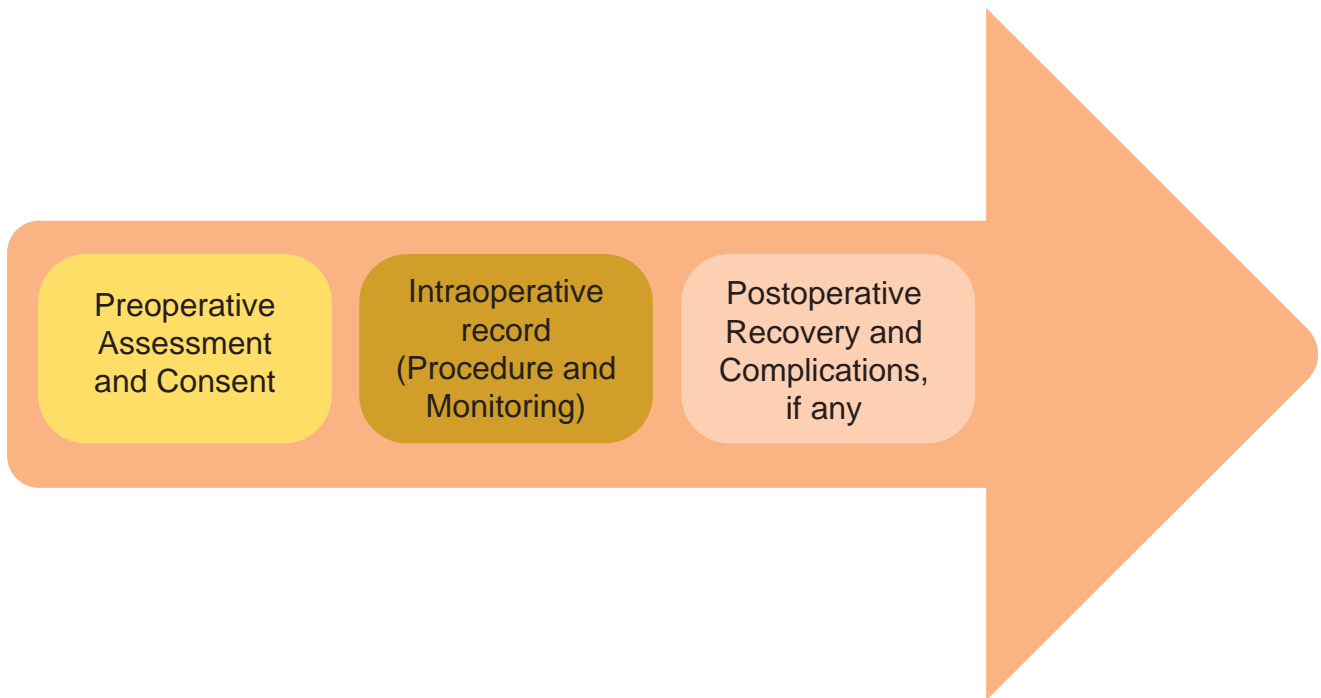 Preoperative
Assessment
and Consent
Intraoperative
record
(Procedure and
Monitoring)
Postoperative
Recovery and
Complications,
if any